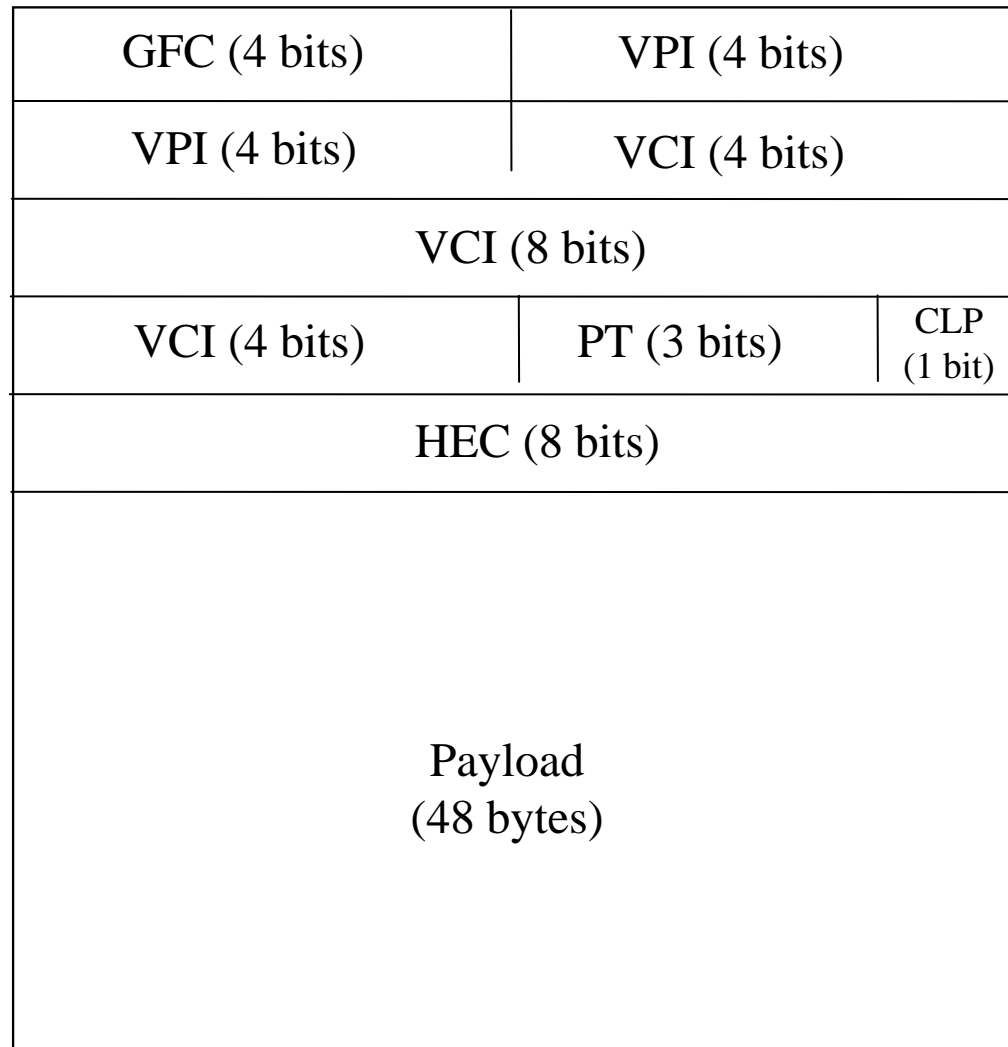 GFC (4 bits) VPI (4 bits)
VPI (4 bits) VCI (4 bits)
VCI (8 bits)
VCI (4 bits) PT (3 bits) CLP
(1 bit)
HEC (8 bits)
Payload
(48 bytes)